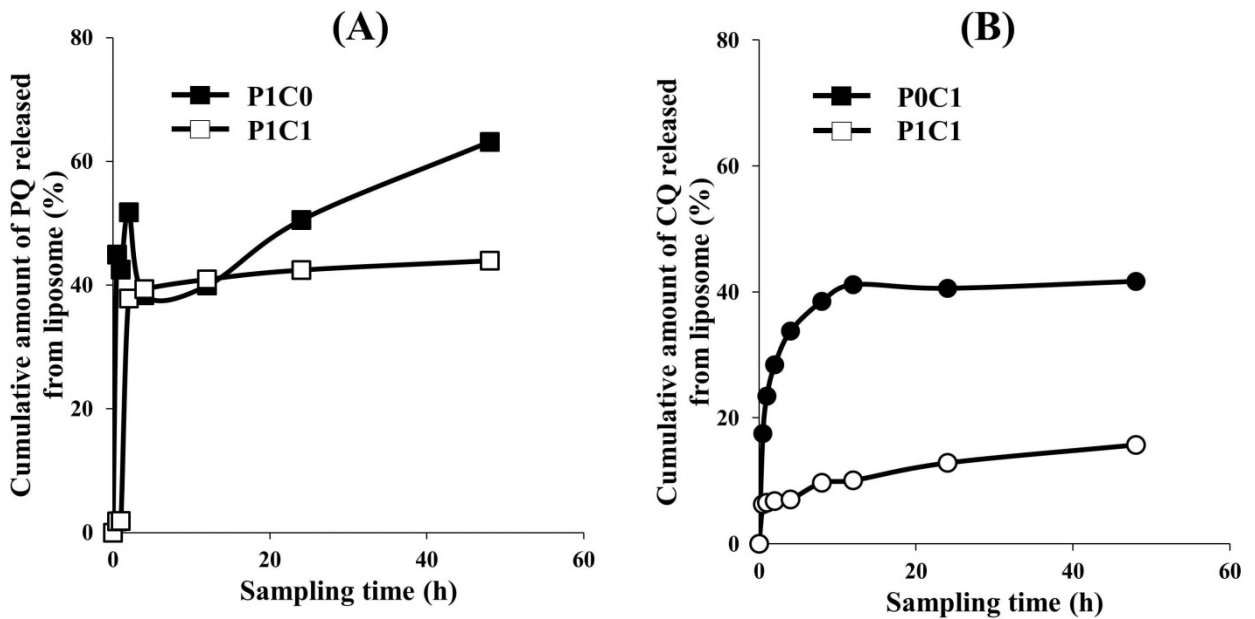 (A)
Cumulative amount of PQ released
from liposome (%)
80
60
40
20
0
P1C0
P1C1
0 20 40 60
Sampling time (h)
(B)
Cumulative amount of CQ released
from liposome (%)
80
60
40
20
0
P0C1
P1C1
0 20 40 60
Sampling time (h)